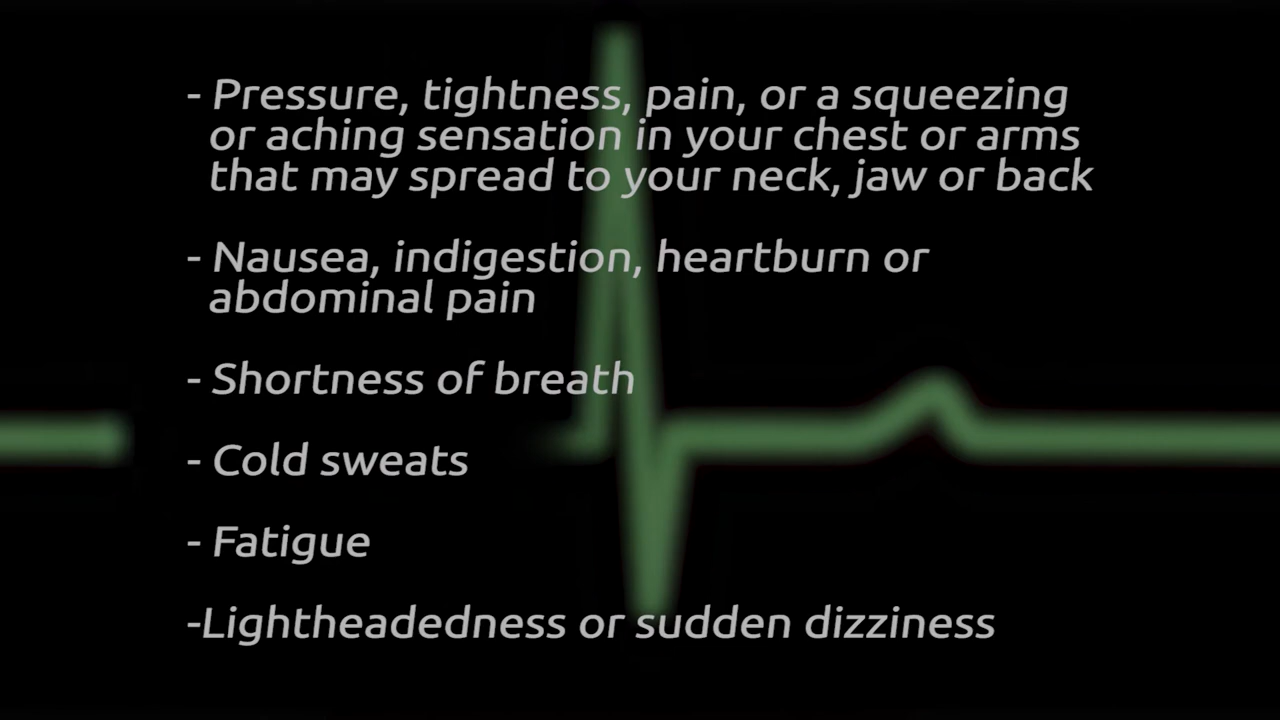 - Pressure, tightness, pain, or a squeezing
or aching sensation in your chest or arms
that may spread to your neck, jaw or back
- Nausea, indigestion, heartburn or
abdominal pain
- Shortness of breath
- Cold sweats
- Fatigue
-Lightheadedness or sudden dizziness